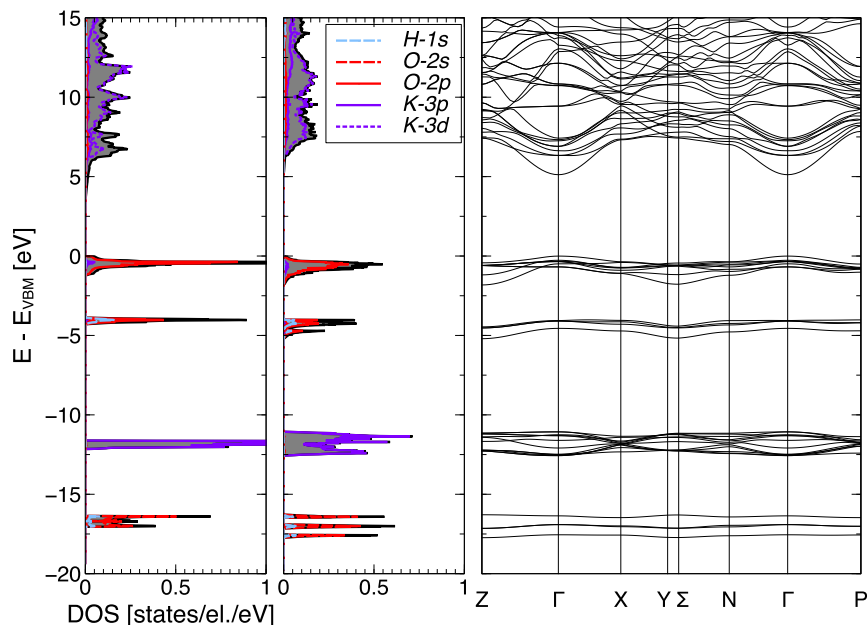 15
10
5
0
−5
−10
−15
−20
E - E_VBM [eV]
H-1s
O-2s
O-2p
K-3p
K-3d
0 0.5 1
0 0.5 1
DOS [states/el./eV]
Z Γ X Y Σ N Γ P